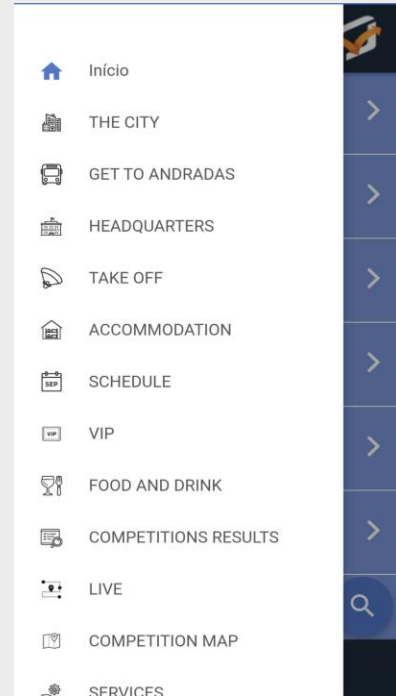 Início
THE CITY
GET TO ANDRADAS
HEADQUARTERS
TAKE OFF
ACCOMMODATION
SEP
SCHEDULE
VIP
VIP
FOOD AND DRINK
COMPETITIONS RESULTS
LIVE
COMPETITION MAP
SERVICES